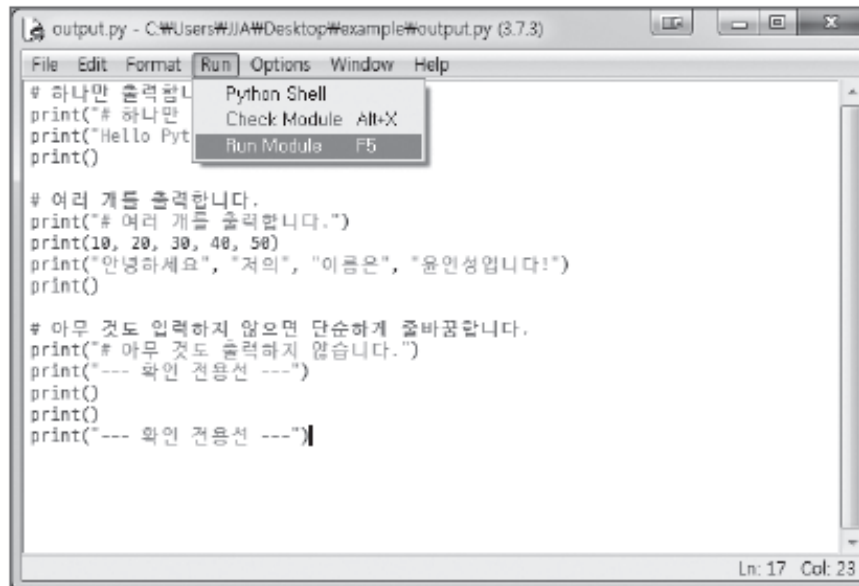 output.py - C:₩Users₩JJA₩Desktop₩example₩output.py (3.7.3)
File Edit Format Run Options Window Help
Python Shell
Check Module Alt+X
Run Module F5
# 하나만 출력합니
print("# 하나만
print("Hello Pyt
print()
# 여러 개를 출력합니다.
print("# 여러 개를 출력합니다.")
print(10, 20, 30, 40, 50)
print("안녕하세요", "저의", "이름은", "윤인성입니다!")
print()
# 아무 것도 입력하지 않으면 단순하게 줄바꿈합니다.
print("# 아무 것도 출력하지 않습니다.")
print("--- 확인 전용선 ---")
print()
print()
print("--- 확인 전용선 ---")
Ln: 17 Col: 23